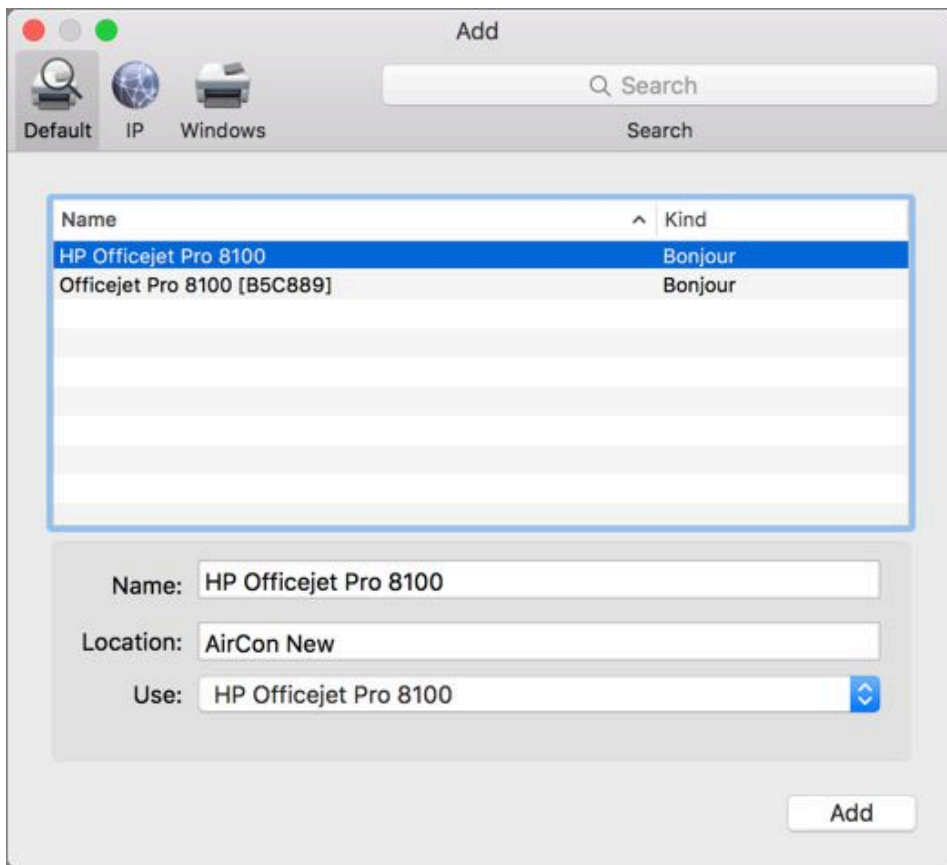 Add
Search
Default IP Windows Search
Name Kind
HP Officejet Pro 8100 Bonjour
Officejet Pro 8100 [B5C889] Bonjour
Name: HP Officejet Pro 8100
Location: AirCon New
Use: HP Officejet Pro 8100
Add